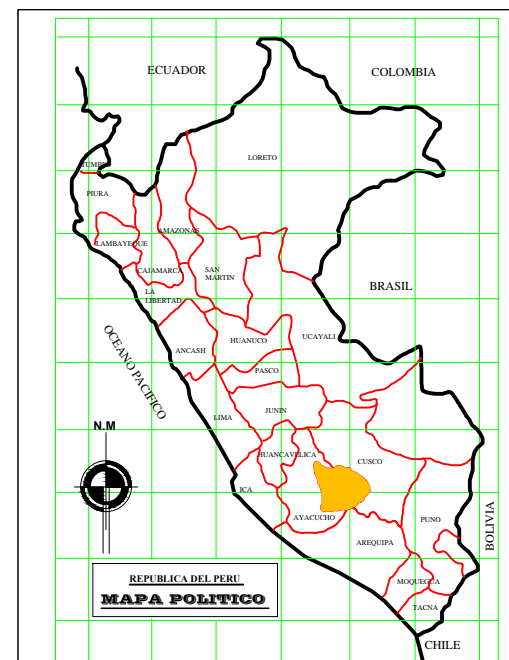 ECUADOR
COLOMBIA
LORETO
TUMBE
PIURA
AMAZONAS
LAMBAYEQUE
CAJAMARCA
SAN
MARTIN
BRASIL
LA
LIBERTAD
OCEANO PACIFICO
UCAYALI
HUANUCO
ANCASH
PASCO
LIMA
JUNIN
N.M
HUANCAVELICA
CUSCO
ICA
AYACUCHO
PUNO
BOLIVIA
AREQUIPA
REPUBLICA DEL PERU
MAPA POLITICO
MOQUEGUA
TACNA
CHILE